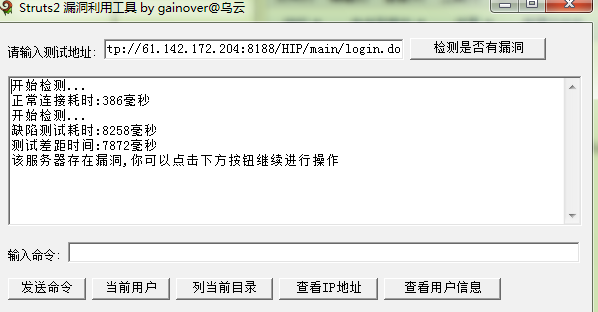 Struts2 漏洞利用工具 by gainover@乌云
请输入测试地址: tp://61.142.172.204:8188/HIP/main/login.do 检测是否有漏洞
开始检测...
正常连接耗时:386毫秒
开始检测...
缺陷测试耗时:8258毫秒
测试差距时间:7872毫秒
该服务器存在漏洞,你可以点击下方按钮继续进行操作
输入命令:
发送命令 当前用户 列当前目录 查看IP地址 查看用户信息